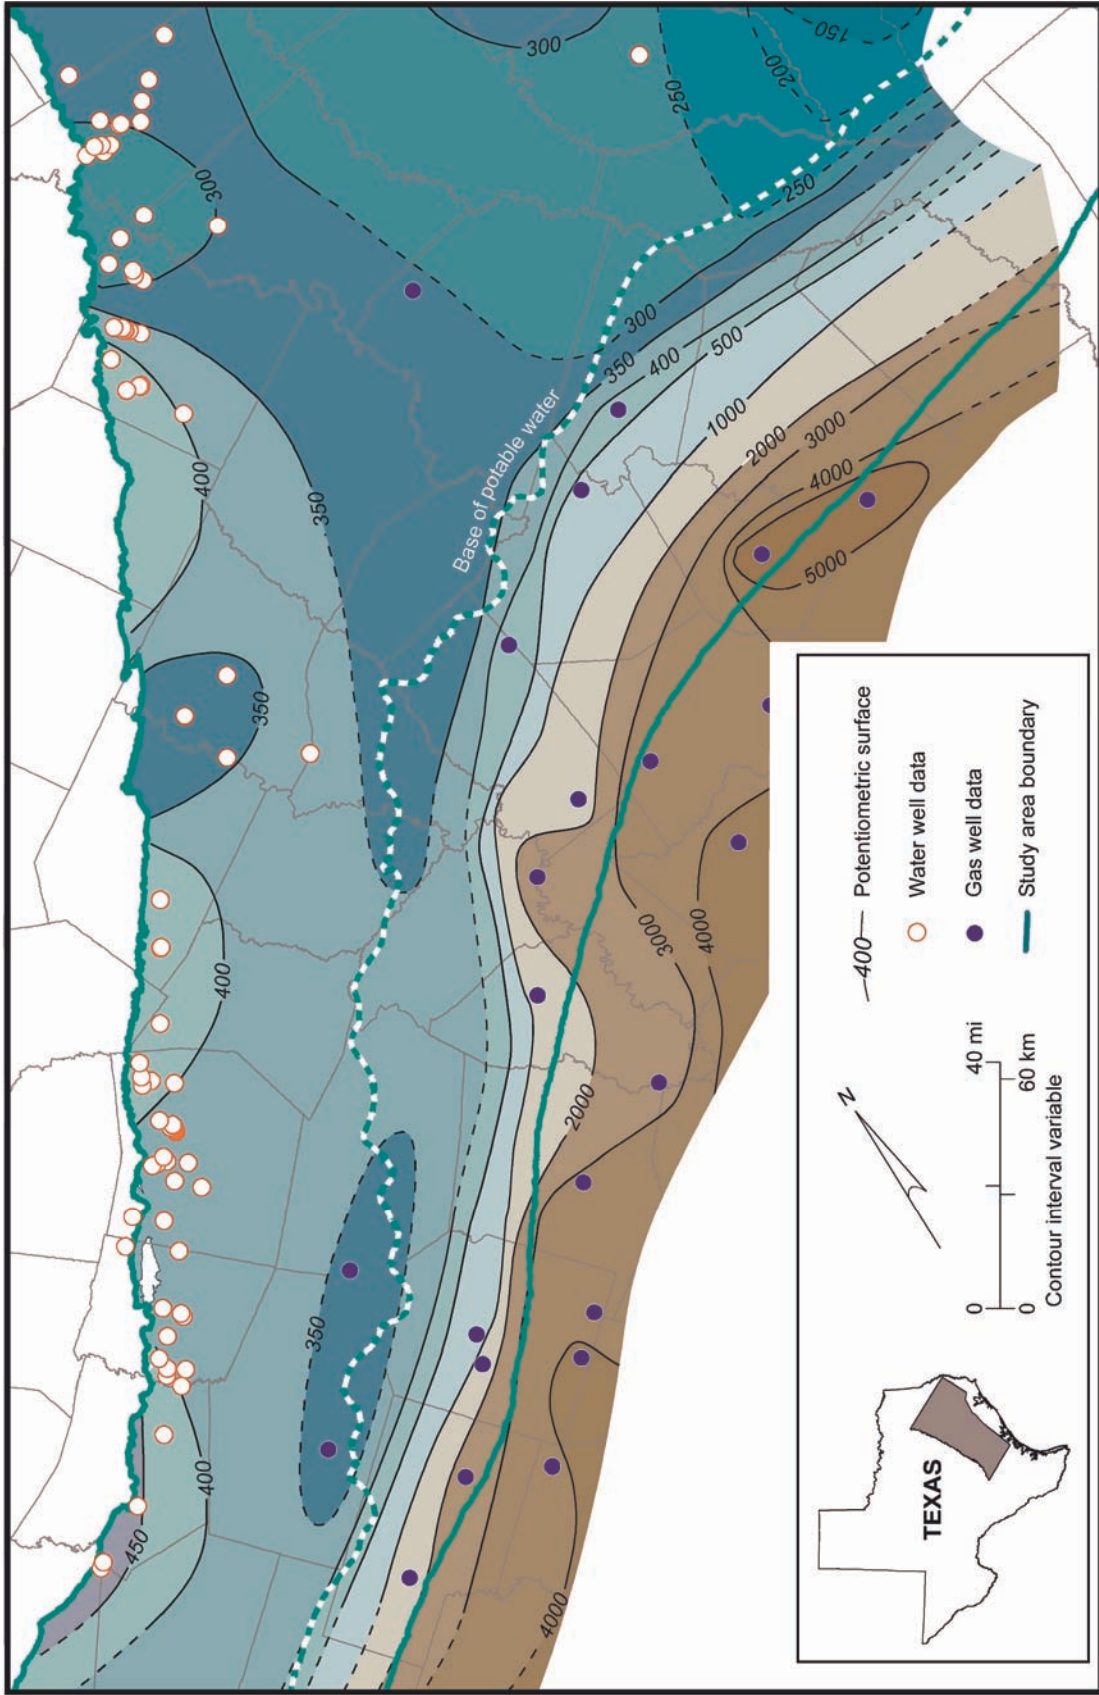 300
150
200
250
300
250
300
350
400
500
1000
2000
3000
4000
5000
Base of potable water
400
350
350
400
3000
4000
2000
350
400
450
4000
400 Potentiometric surface
Water well data
Gas well data
Study area boundary
N
0 40 mi
0 60 km
Contour interval variable
TEXAS